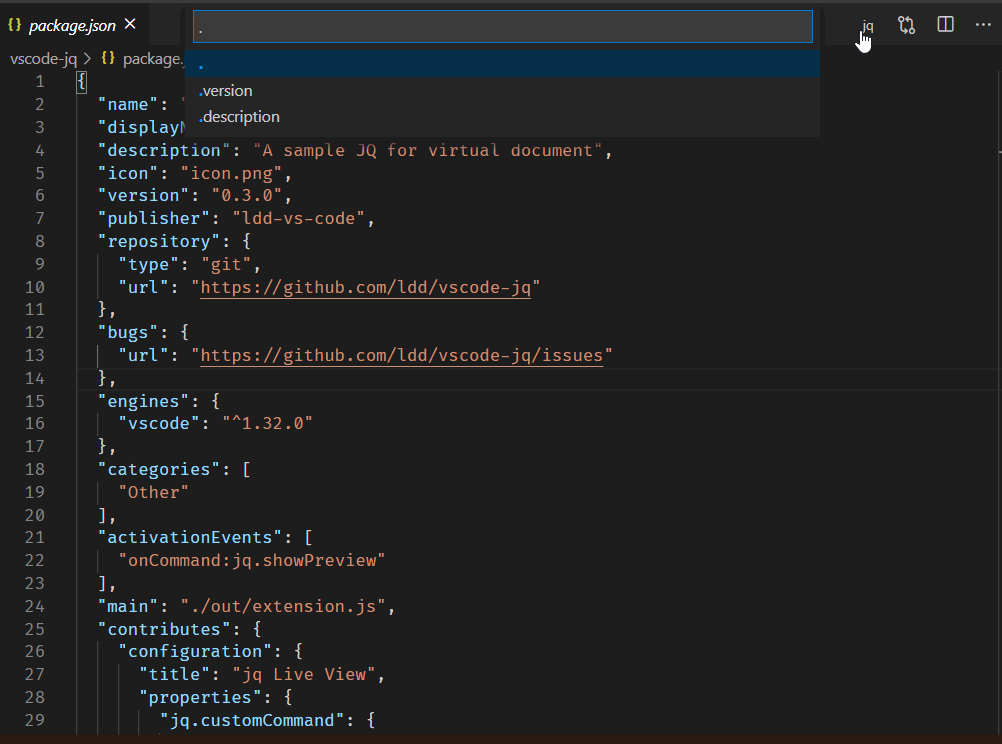 {} package.json ×
.
jq
···
vscode-jq > {} package.
.
.version
.description
1 {
2 "name": "
3 "display
4 "description": "A sample JQ for virtual document",
5 "icon": "icon.png",
6 "version": "0.3.0",
7 "publisher": "ldd-vs-code",
8 "repository": {
9 "type": "git",
10 "url": "https://github.com/ldd/vscode-jq"
11 },
12 "bugs": {
13 "url": "https://github.com/ldd/vscode-jq/issues"
14 },
15 "engines": {
16 "vscode": "^1.32.0"
17 },
18 "categories": [
19 "Other"
20 ],
21 "activationEvents": [
22 "onCommand:jq.showPreview"
23 ],
24 "main": "./out/extension.js",
25 "contributes": {
26 "configuration": {
27 "title": "jq Live View",
28 "properties": {
29 "jq.customCommand": {